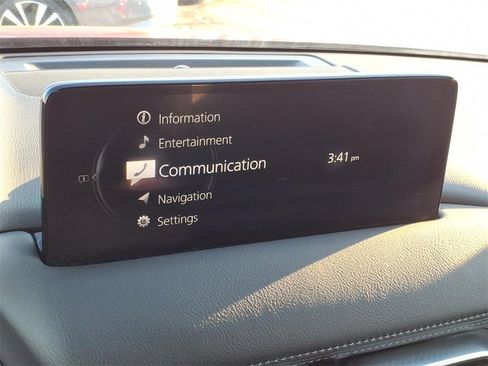 Information
Entertainment
Communication
3:41 pm
Navigation
Settings